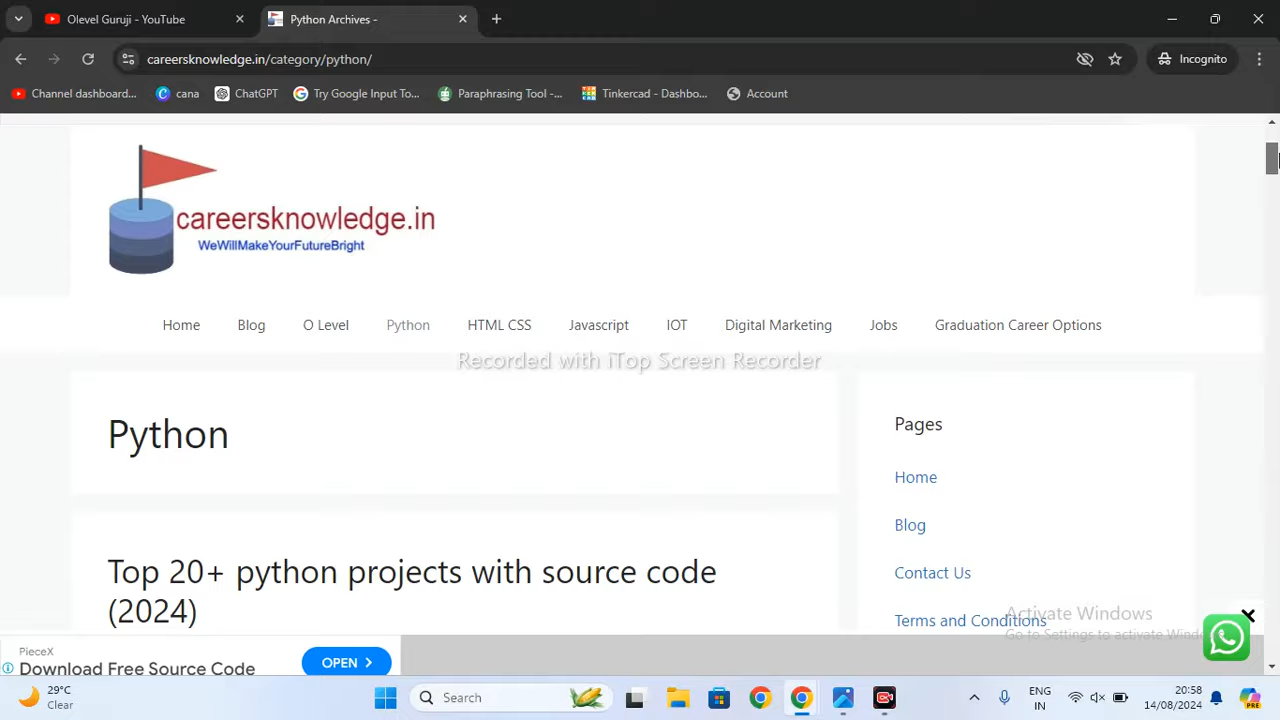 Olevel Guruji - YouTube
Python Archives -
careersknowledge.in/category/python/
Incognito
Channel dashboard...
cana
ChatGPT
Try Google Input To...
Paraphrasing Tool -...
Tinkercad - Dashbo...
Account
careersknowledge.in
WeWillMakeYourFutureBright
Home
Blog
O Level
Python
HTML CSS
Javascript
IOT
Digital Marketing
Jobs
Graduation Career Options
Recorded with iTop Screen Recorder
Python
Pages
Home
Blog
Contact Us
Terms and Conditions
Top 20+ python projects with source code
(2024)
Activate Windows
Go to Settings to activate
PieceX
Download Free Source Code
OPEN
29°C
Clear
Search
ENG
IN
20:58
14/08/2024
PRE